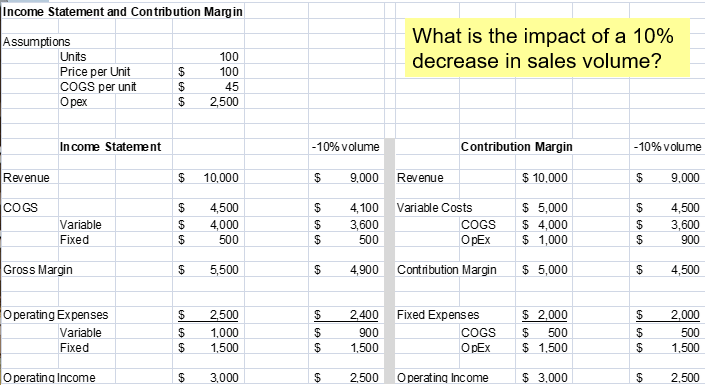 Income Statement and Contribution Margin
What is the impact of a 10%
decrease in sales volume?
Assumptions
Units 100
Price per Unit $ 100
COGS per unit $ 45
Opex $ 2,500
Income Statement -10% volume Contribution Margin -10% volume
Revenue $ 10,000 $ 9,000 Revenue $ 10,000 $ 9,000
COGS $ 4,500 $ 4,100 Variable Costs $ 5,000 $ 4,500
Variable $ 4,000 $ 3,600 COGS $ 4,000 $ 3,600
Fixed $ 500 $ 500 OpEx $ 1,000 $ 900
Gross Margin $ 5,500 $ 4,900 Contribution Margin $ 5,000 $ 4,500
Operating Expenses $ 2,500 $ 2,400 Fixed Expenses $ 2,000 $ 2,000
Variable $ 1,000 $ 900 COGS $ 500 $ 500
Fixed $ 1,500 $ 1,500 OpEx $ 1,500 $ 1,500
Operating Income $ 3,000 $ 2,500 Operating Income $ 3,000 $ 2,500